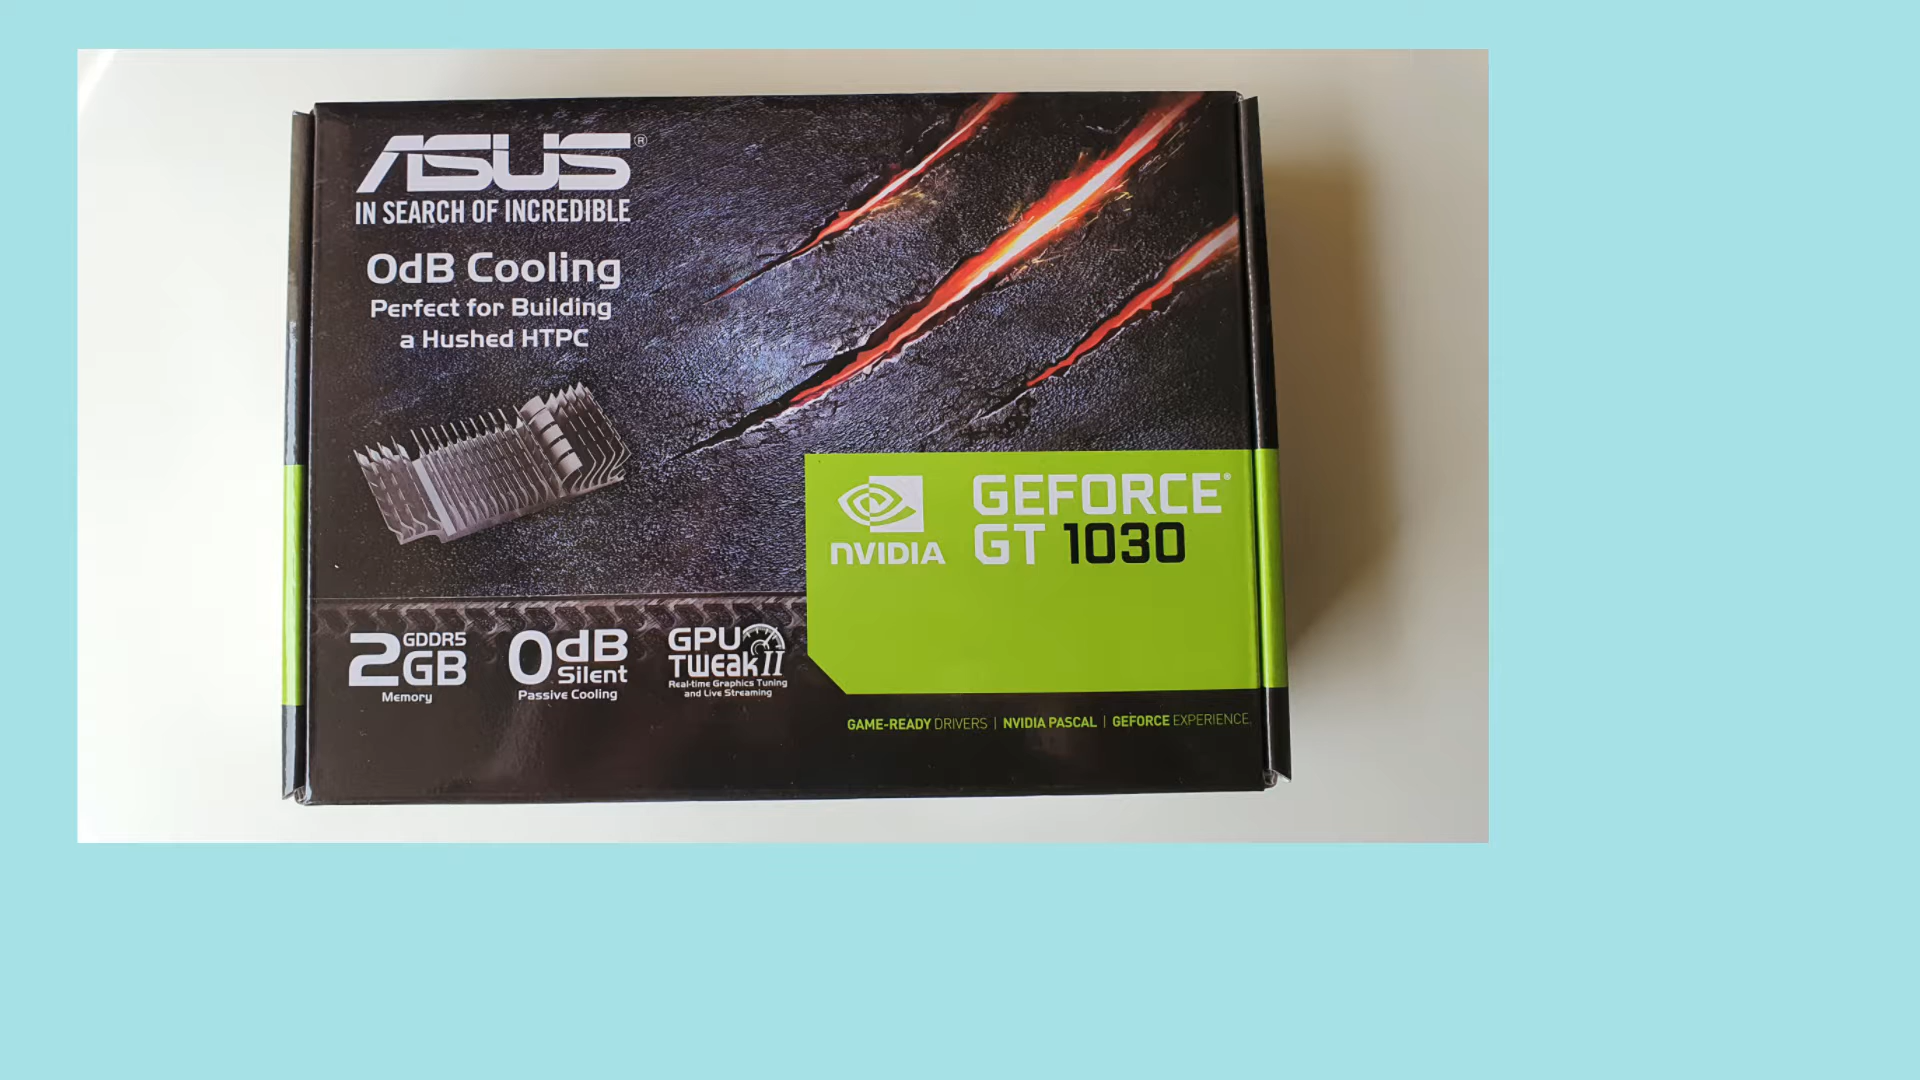 ASUS®
IN SEARCH OF INCREDIBLE
0dB Cooling
Perfect for Building
a Hushed HTPC
NVIDIA
GEFORCE®
GT 1030
2GB GDDR5
Memory
0dB
Silent
Passive Cooling
GPU
TWEAK II
Real-time Graphics Tuning
and Live Streaming
GAME-READY DRIVERS | NVIDIA PASCAL | GEFORCE EXPERIENCE.